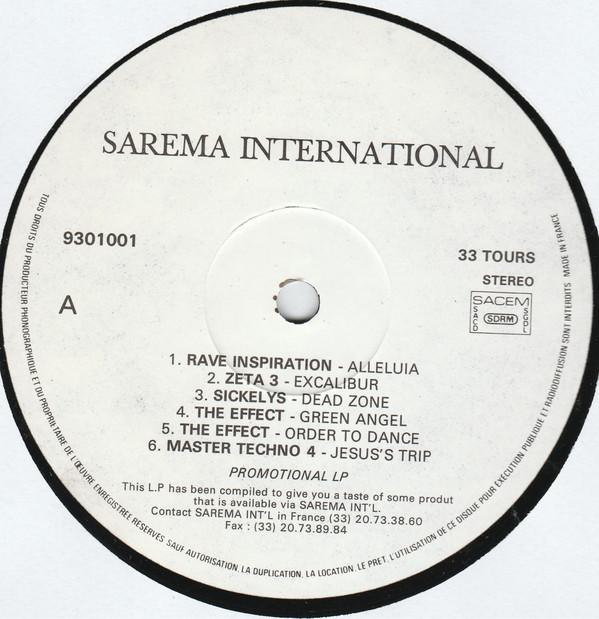 SAREMA INTERNATIONAL
9301001
33 TOURS
STEREO
A
SACEM
SACD
SDRM
SGDL
1. RAVE INSPIRATION - ALLELUIA
2. ZETA 3 - EXCALIBUR
3. SICKELYS - DEAD ZONE
4. THE EFFECT - GREEN ANGEL
5. THE EFFECT - ORDER TO DANCE
6. MASTER TECHNO 4 - JESUS'S TRIP
PROMOTIONAL LP
This L.P has been compiled to give you a taste of some produt
that is available via SAREMA INT'L.
Contact SAREMA INT'L in France (33) 20.73.38.60
Fax : (33) 20.73.89.84
TOUS DROITS DU PRODUCTEUR PHONOGRAPHIQUE ET DU PROPRIETAIRE DE L'ŒUVRE ENREGISTREE RESERVES SAUF AUTORISATION, LA DUPLICATION, LA LOCATION, LE PRET, L'UTILISATION DE CE DISQUE POUR EXECUTION PUBLIQUE ET RADIODIFFUSION SONT INTERDITS MADE IN FRANCE